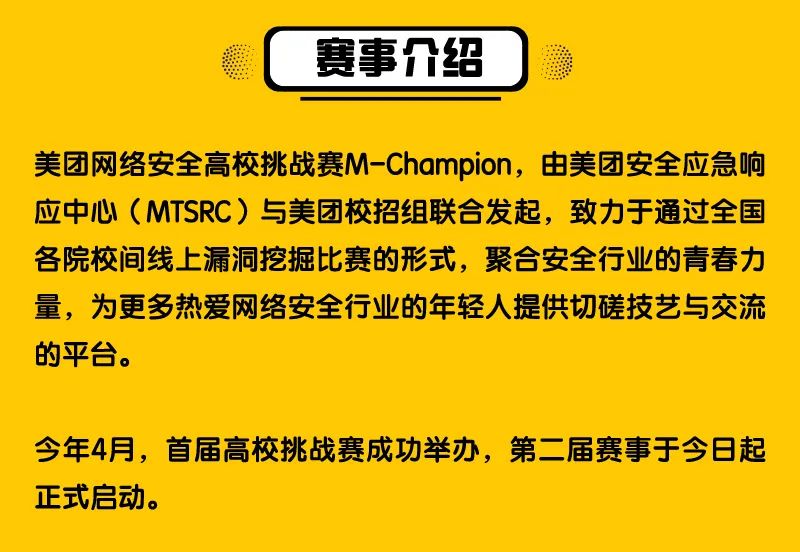 赛事介绍
美团网络安全高校挑战赛M-Champion，由美团安全应急响
应中心（MTSRC）与美团校招组联合发起，致力于通过全国
各院校间线上漏洞挖掘比赛的形式，聚合安全行业的青春力
量，为更多热爱网络安全行业的年轻人提供切磋技艺与交流
的平台。
今年4月，首届高校挑战赛成功举办，第二届赛事于今日起
正式启动。